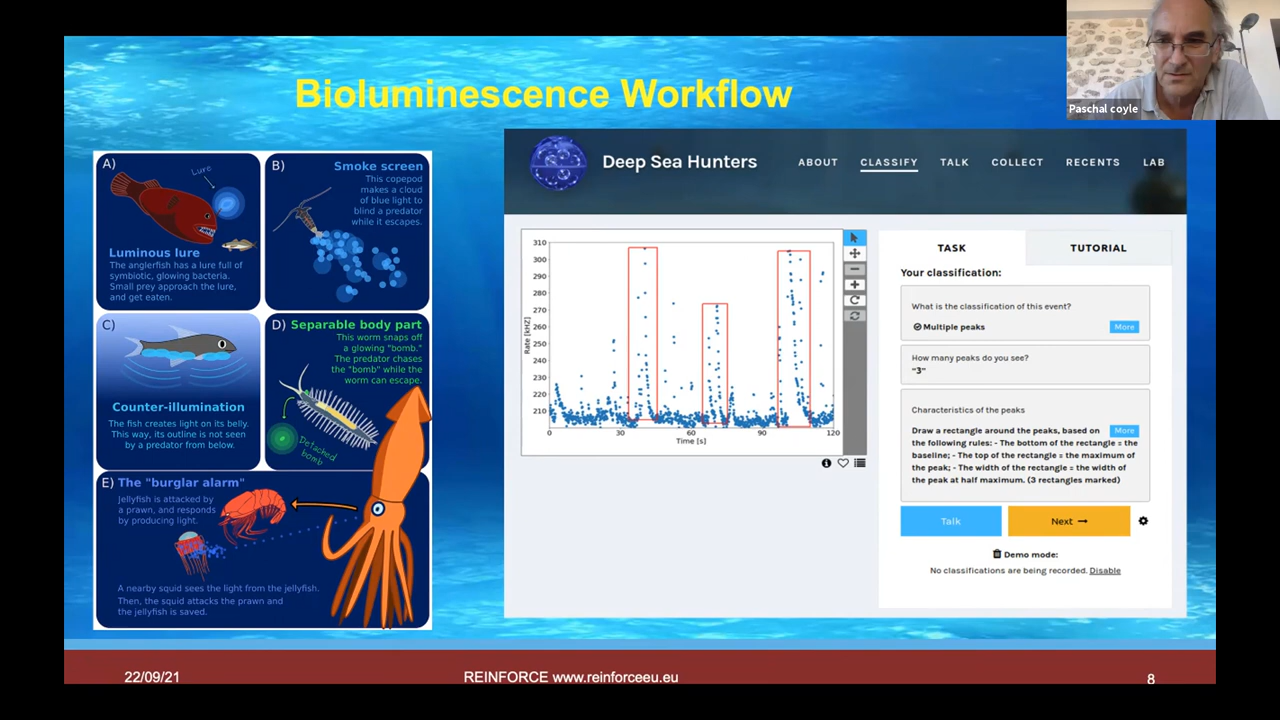 Paschal coyle
Bioluminescence Workflow
A)
Lure
Luminous lure
The anglerfish has a lure full of
symbiotic, glowing bacteria.
Small prey approach the lure,
and get eaten.
B)
Smoke screen
This copepod
makes a cloud
of blue light to
blind a predator
while it escapes.
C)
Counter-illumination
The fish creates light on its belly.
This way, its outline is not seen
by a predator from below.
D) Separable body part
This worm snaps off
a glowing "bomb."
The predator chases
the "bomb" while the
worm can escape.
Detached
bomb
E) The "burglar alarm"
Jellyfish is attacked by
a prawn, and responds
by producing light.
A nearby squid sees the light from the jellyfish.
Then, the squid attacks the prawn and
the jellyfish is saved.
Deep Sea Hunters
ABOUT CLASSIFY TALK COLLECT RECENTS LAB
310
300
290
280
270
260
250
240
230
220
210
Rate [kHZ]
0 30 60 90 120
Time [s]
TASK TUTORIAL
Your classification:
What is the classification of this event?
Multiple peaks More
How many peaks do you see?
"3"
Characteristics of the peaks
Draw a rectangle around the peaks, based on More
the following rules: - The bottom of the rectangle = the
baseline; - The top of the rectangle = the maximum of
the peak; - The width of the rectangle = the width of
the peak at half maximum. (3 rectangles marked)
Talk Next →
Demo mode:
No classifications are being recorded. Disable
22/09/21 REINFORCE www.reinforceeu.eu 8